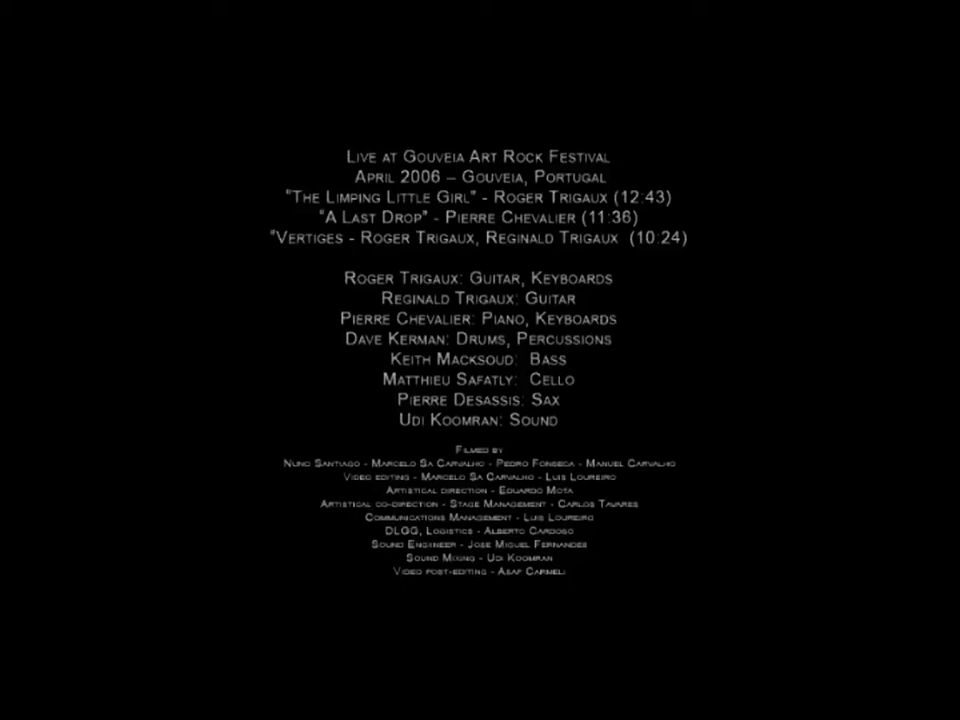 Live at Gouveia Art Rock Festival
April 2006 – Gouveia, Portugal
"The Limping Little Girl" - Roger Trigaux (12:43)
"A Last Drop" - Pierre Chevalier (11:36)
"Vertiges - Roger Trigaux, Reginald Trigaux (10:24)
Roger Trigaux: Guitar, Keyboards
Reginald Trigaux: Guitar
Pierre Chevalier: Piano, Keyboards
Dave Kerman: Drums, Percussions
Keith Macksoud: Bass
Matthieu Safatly: Cello
Pierre Desassis: Sax
Udi Koomran: Sound
Filmed by
Nuno Santiago - Marcelo Sa Carvalho - Pedro Fonseca - Manuel Carvalho
Video editing - Marcelo Sa Carvalho - Luis Loureiro
Artistical direction - Eduardo Mota
Artistical co-direction - Stage Management - Carlos Tavares
Communications Management - Luis Loureiro
DLGG, Logistics - Alberto Cardoso
Sound Engineer - Jose Miguel Fernandes
Sound Mixing - Udi Koomran
Video post-editing - Asaf Carmeli